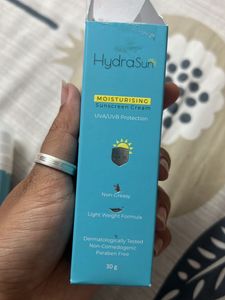 HydraSun
MOISTURISING
Sunscreen Cream
UVA/UVB Protection
Non Greasy
Light Weight Formula
Dermatologically Tested
Non-Comedogenic
Paraben Free
30 g